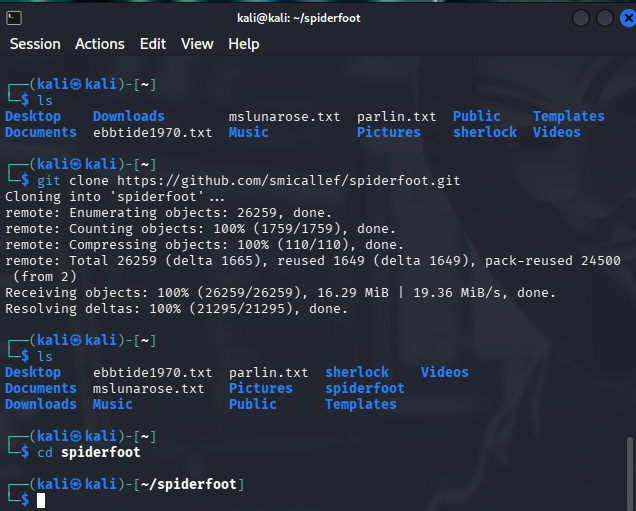 kali@kali: ~/spiderfoot
Session Actions Edit View Help
┌──(kali㉿kali)-[~]
└─$ ls
Desktop Downloads mslunarose.txt parlin.txt Public Templates
Documents ebbtide1970.txt Music Pictures sherlock Videos
┌──(kali㉿kali)-[~]
└─$ git clone https://github.com/smicallef/spiderfoot.git
Cloning into 'spiderfoot'...
remote: Enumerating objects: 26259, done.
remote: Counting objects: 100% (1759/1759), done.
remote: Compressing objects: 100% (110/110), done.
remote: Total 26259 (delta 1665), reused 1649 (delta 1649), pack-reused 24500
(from 2)
Receiving objects: 100% (26259/26259), 16.29 MiB | 19.36 MiB/s, done.
Resolving deltas: 100% (21295/21295), done.
┌──(kali㉿kali)-[~]
└─$ ls
Desktop ebbtide1970.txt parlin.txt sherlock Videos
Documents mslunarose.txt Pictures spiderfoot
Downloads Music Public Templates
┌──(kali㉿kali)-[~]
└─$ cd spiderfoot
┌──(kali㉿kali)-[~/spiderfoot]
└─$